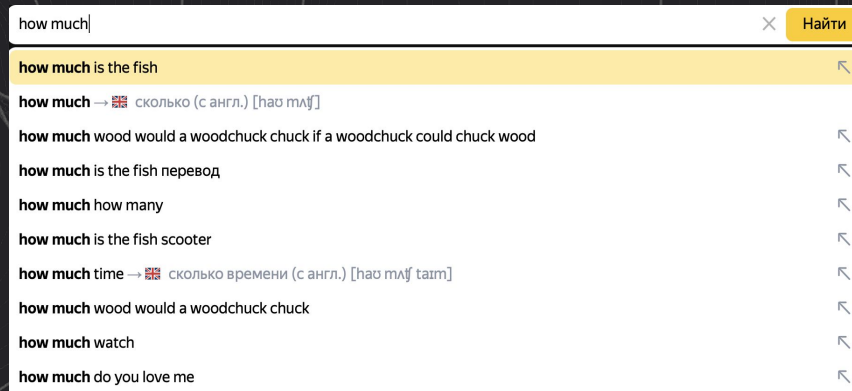 how much Найти
how much is the fish
how much → сколько (с англ.) [haʊ mʌʧ]
how much wood would a woodchuck chuck if a woodchuck could chuck wood
how much is the fish перевод
how much how many
how much is the fish scooter
how much time → сколько времени (с англ.) [haʊ mʌʧ taɪm]
how much wood would a woodchuck chuck
how much watch
how much do you love me